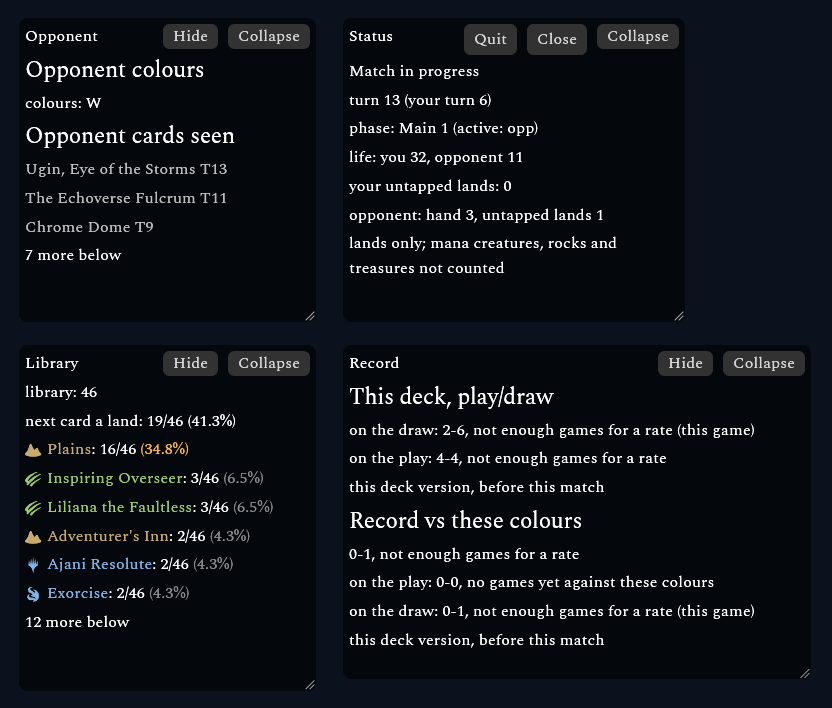 Opponent
Hide
Collapse
Opponent colours
colours: W
Opponent cards seen
Ugin, Eye of the Storms T13
The Echoverse Fulcrum T11
Chrome Dome T9
7 more below
Status
Quit
Close
Collapse
Match in progress
turn 13 (your turn 6)
phase: Main 1 (active: opp)
life: you 32, opponent 11
your untapped lands: 0
opponent: hand 3, untapped lands 1
lands only; mana creatures, rocks and
treasures not counted
Library
Hide
Collapse
library: 46
next card a land: 19/46 (41.3%)
Plains: 16/46 (34.8%)
Inspiring Overseer: 3/46 (6.5%)
Liliana the Faultless: 3/46 (6.5%)
Adventurer's Inn: 2/46 (4.3%)
Ajani Resolute: 2/46 (4.3%)
Exorcise: 2/46 (4.3%)
12 more below
Record
Hide
Collapse
This deck, play/draw
on the draw: 2-6, not enough games for a rate (this game)
on the play: 4-4, not enough games for a rate
this deck version, before this match
Record vs these colours
0-1, not enough games for a rate
on the play: 0-0, no games yet against these colours
on the draw: 0-1, not enough games for a rate (this game)
this deck version, before this match